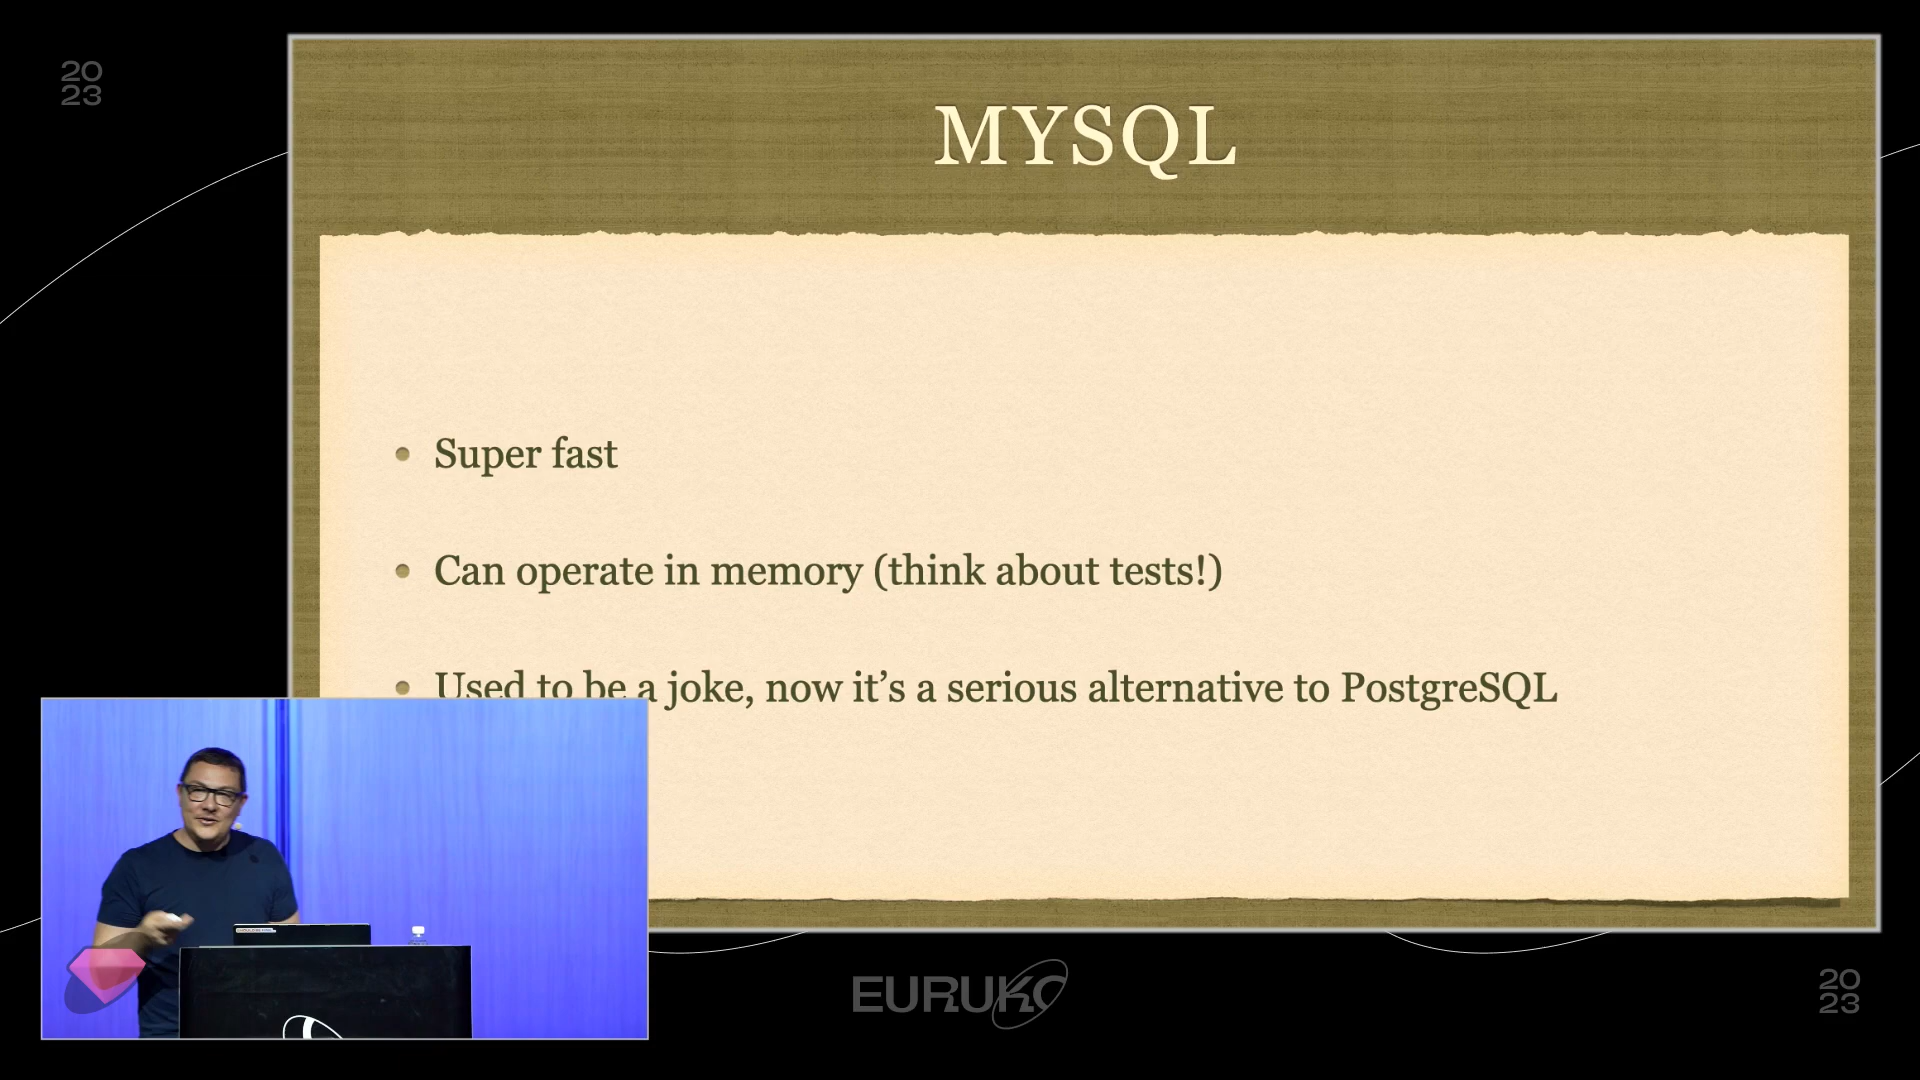 20
23
MYSQL
Super fast
Can operate in memory (think about tests!)
Used to be a joke, now it’s a serious alternative to PostgreSQL
EURUKO
20
23